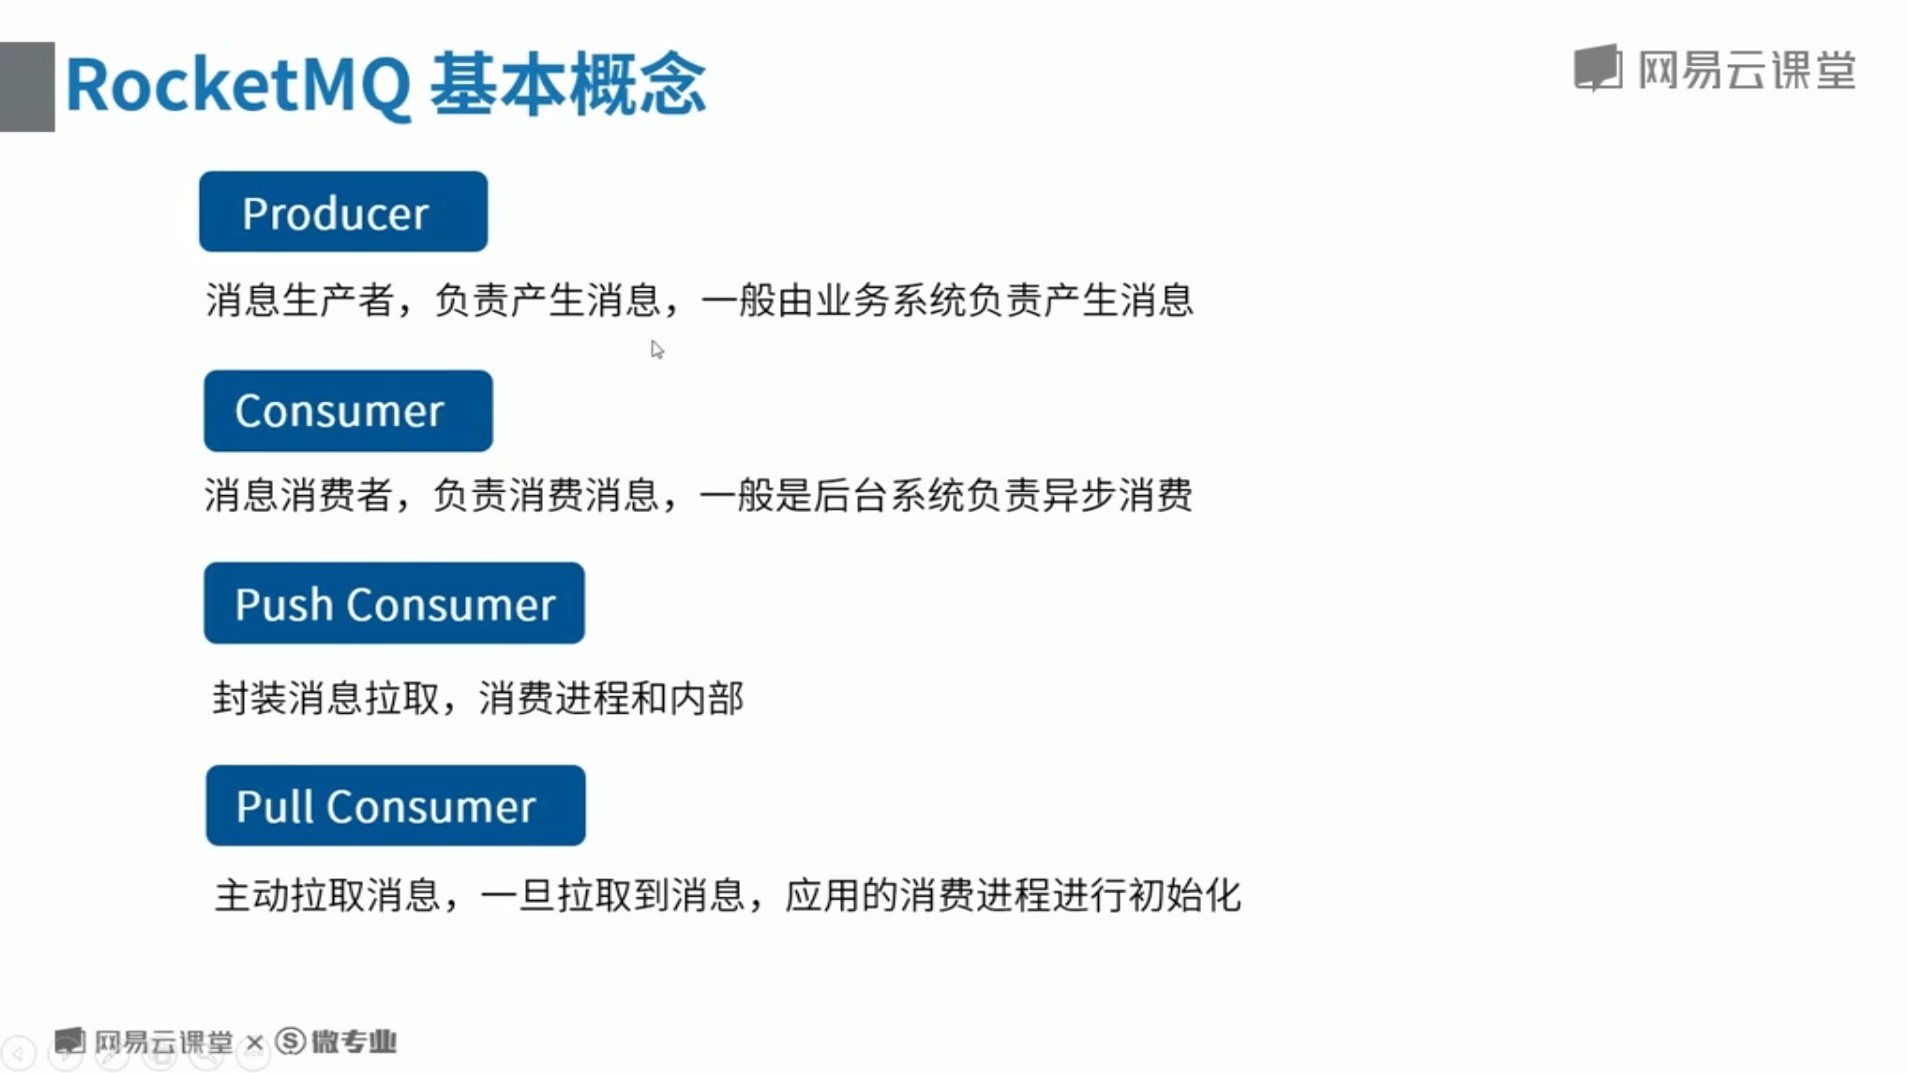 RocketMQ 基本概念
网易云课堂
Producer
消息生产者，负责产生消息，一般由业务系统负责产生消息
Consumer
消息消费者，负责消费消息，一般是后台系统负责异步消费
Push Consumer
封装消息拉取，消费进程和内部
Pull Consumer
主动拉取消息，一旦拉取到消息，应用的消费进程进行初始化
网易云课堂 × S 微专业